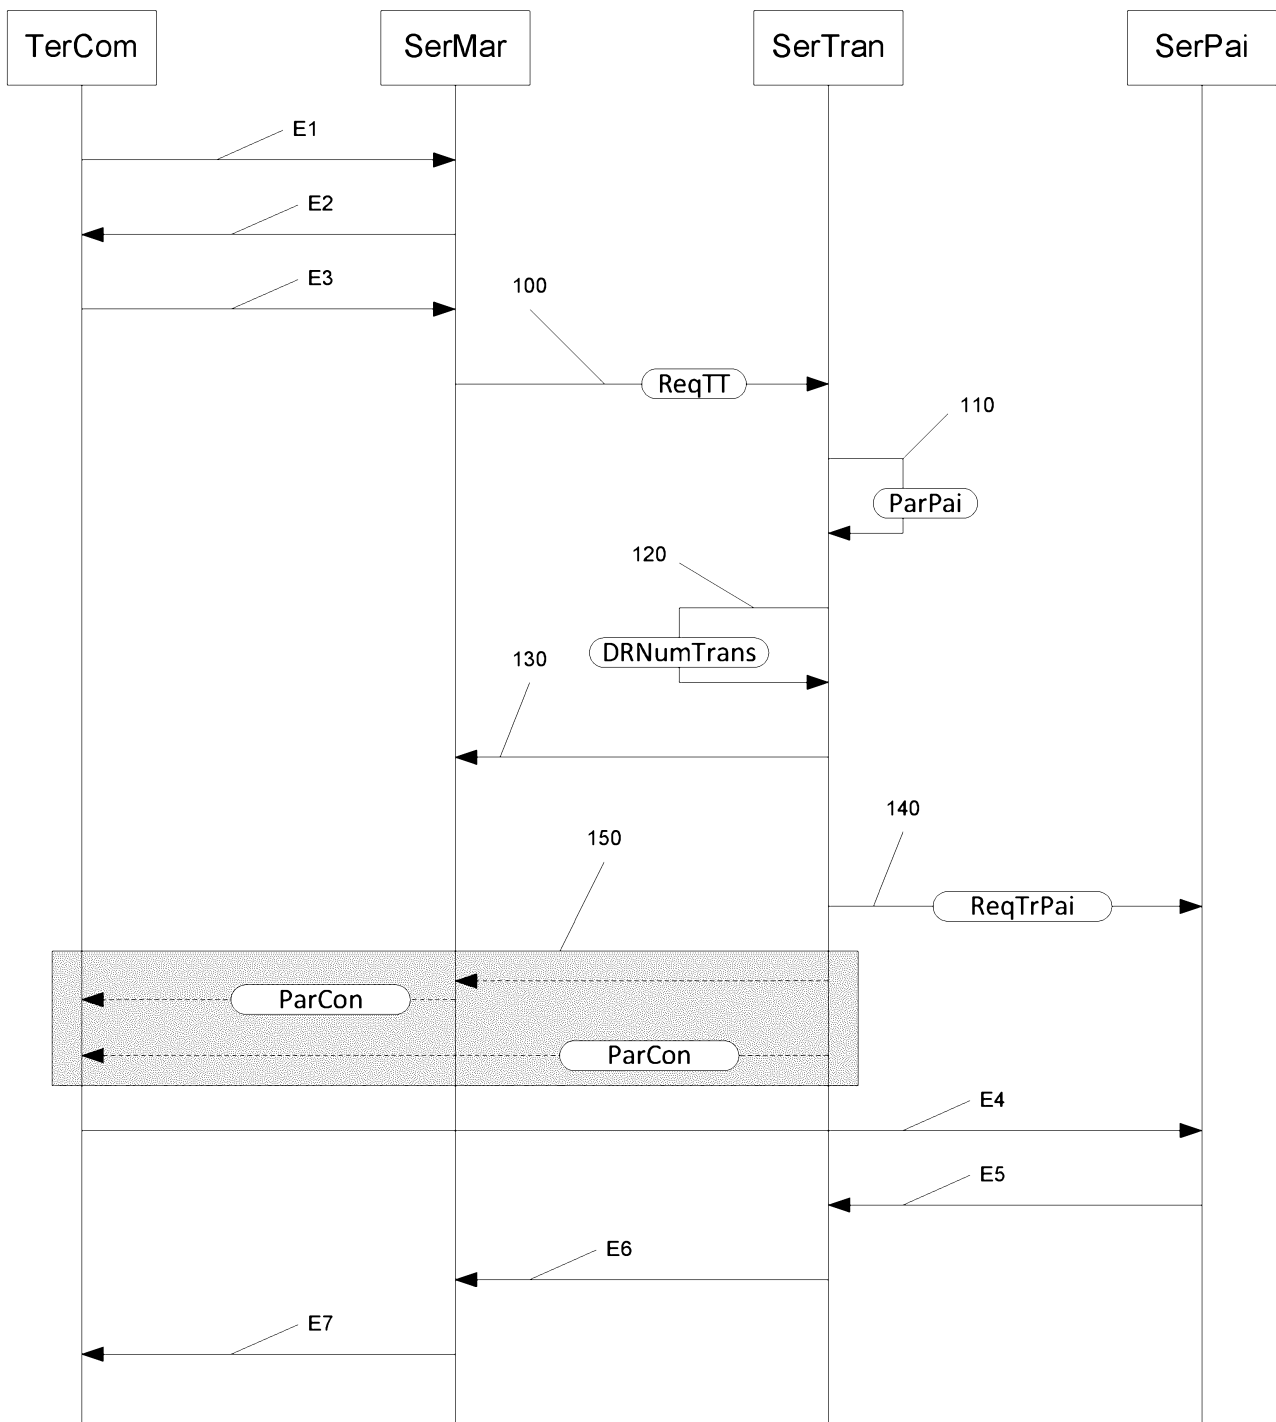 TerCom SerMar SerTran SerPai
E1
E2
E3
100
ReqTT
110
ParPai
120
DRNumTrans
130
140
150
ReqTrPai
ParCon
ParCon
E4
E5
E6
E7